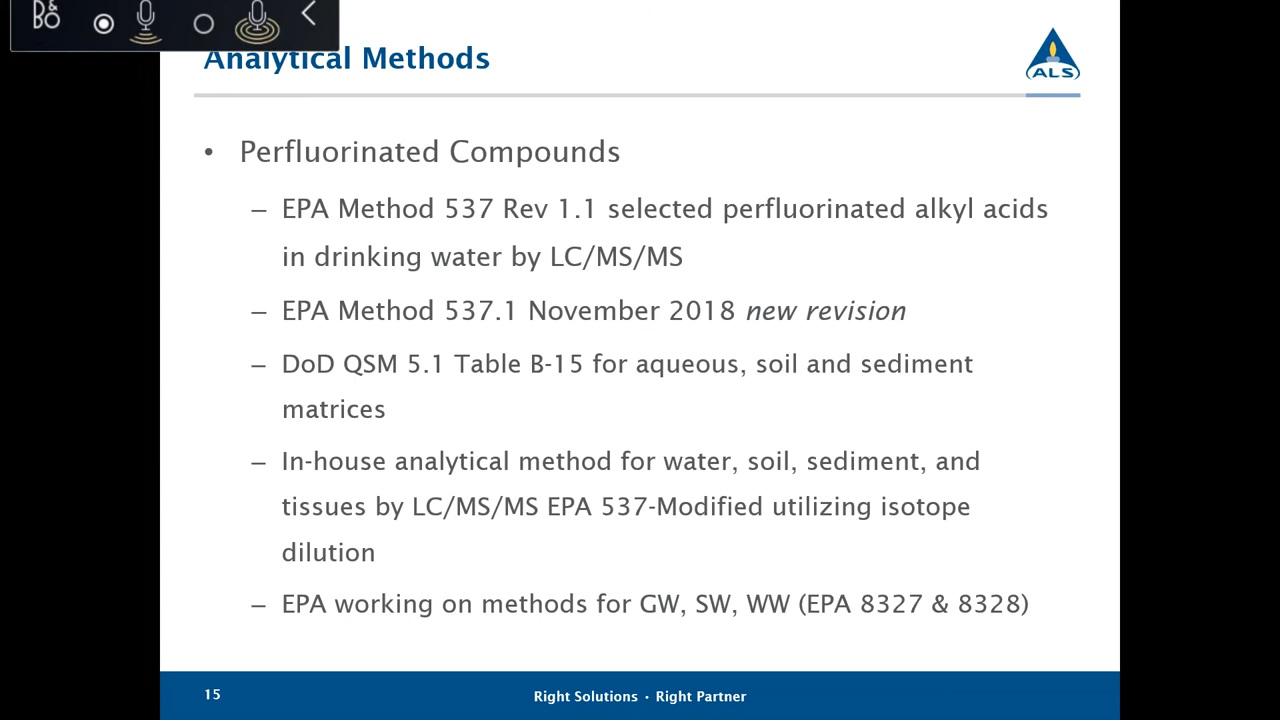 B&O
Analytical Methods
ALS
• Perfluorinated Compounds
– EPA Method 537 Rev 1.1 selected perfluorinated alkyl acids
in drinking water by LC/MS/MS
– EPA Method 537.1 November 2018 new revision
– DoD QSM 5.1 Table B-15 for aqueous, soil and sediment
matrices
– In-house analytical method for water, soil, sediment, and
tissues by LC/MS/MS EPA 537-Modified utilizing isotope
dilution
– EPA working on methods for GW, SW, WW (EPA 8327 & 8328)
15
Right Solutions · Right Partner